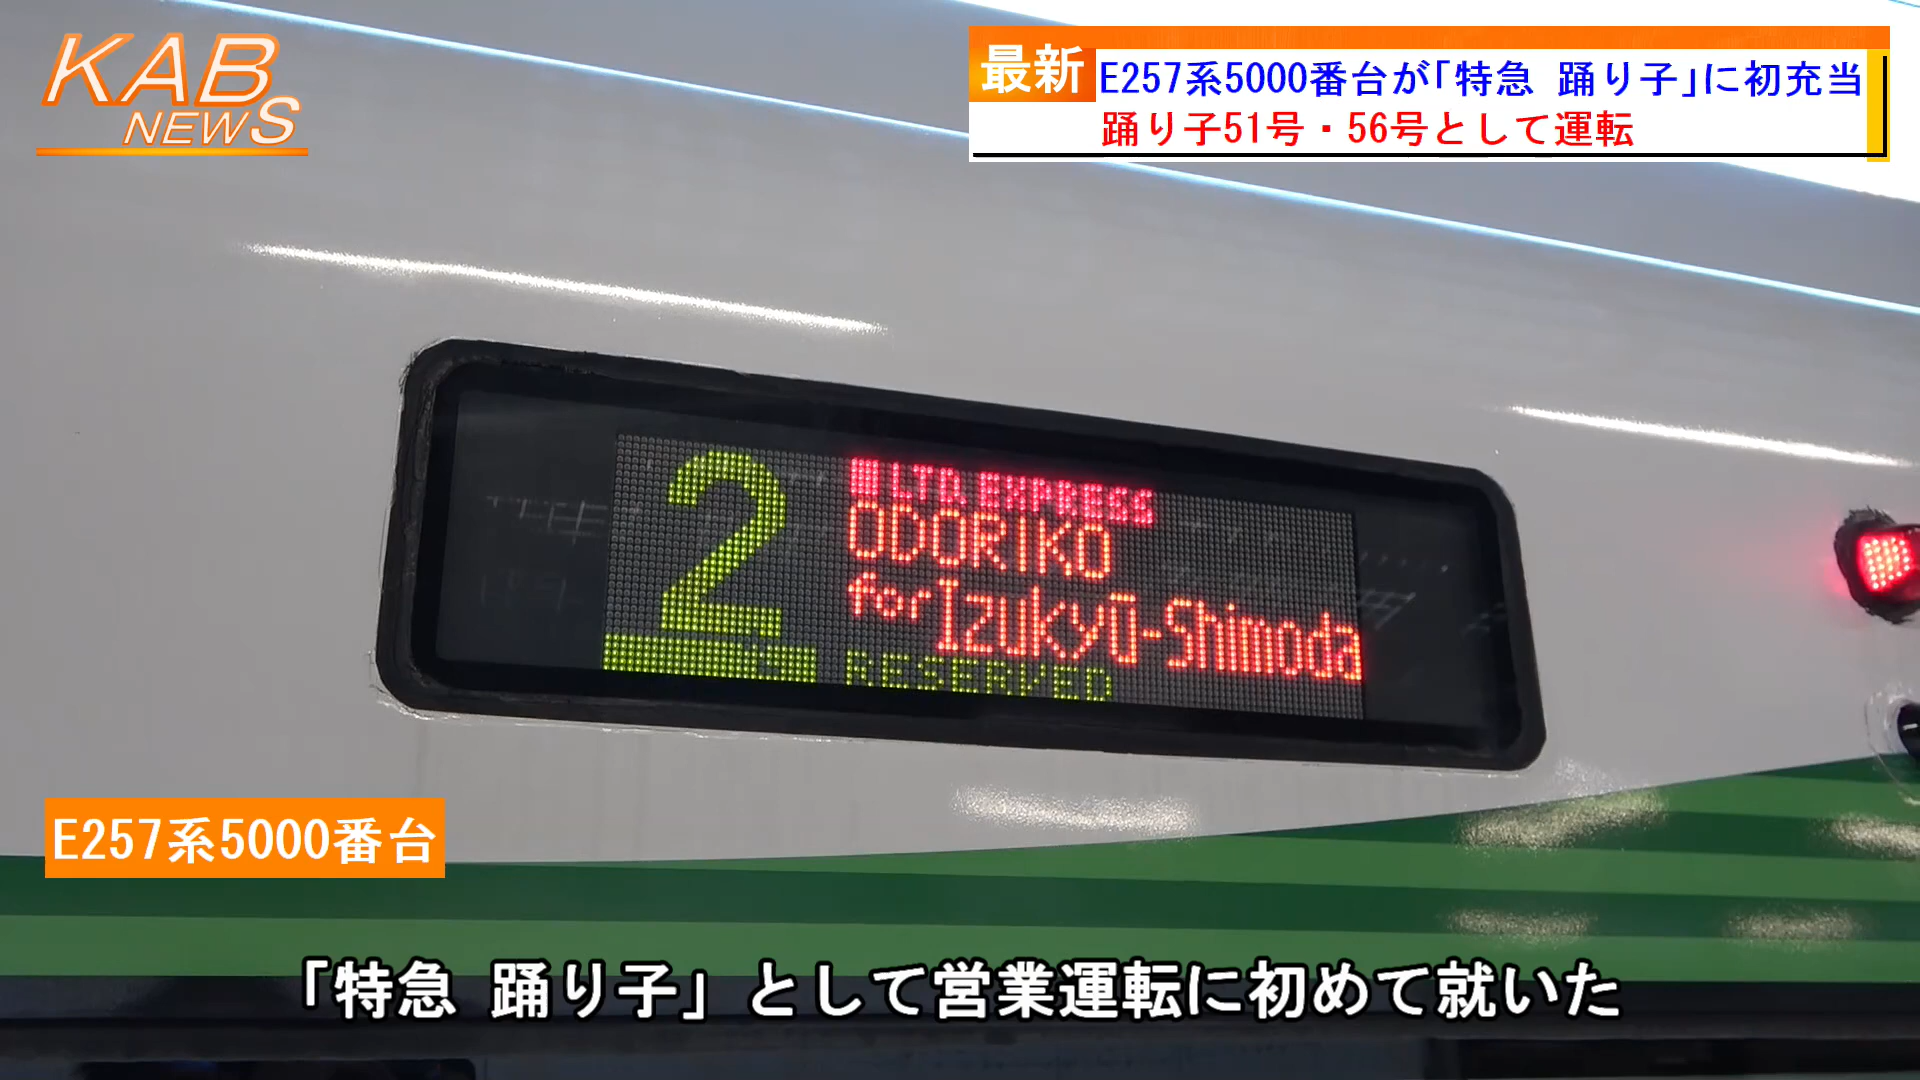 KAB
NEWS
最新
E257系5000番台が「特急 踊り子」に初充当
踊り子51号・56号として運転
2
LTD. EXPRESS
ODORIKO
for Izukyū-Shimoda
RESERVED
E257系5000番台
「特急 踊り子」として営業運転に初めて就いた